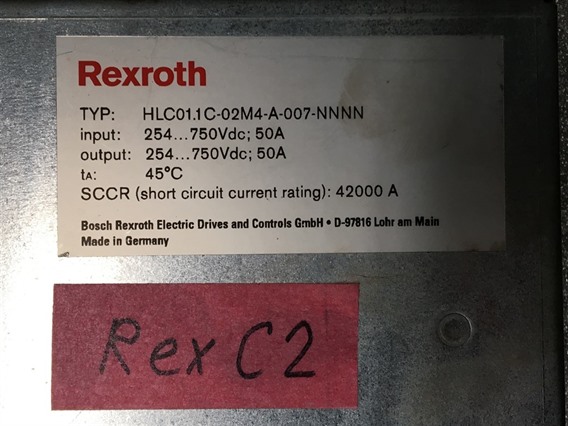 Rexroth
TYP: HLC01.1C-02M4-A-007-NNNN
input: 254...750Vdc; 50A
output: 254...750Vdc; 50A
tA: 45°C
SCCR (short circuit current rating): 42000 A
Bosch Rexroth Electric Drives and Controls GmbH • D-97816 Lohr am Main
Made in Germany
Rex C2